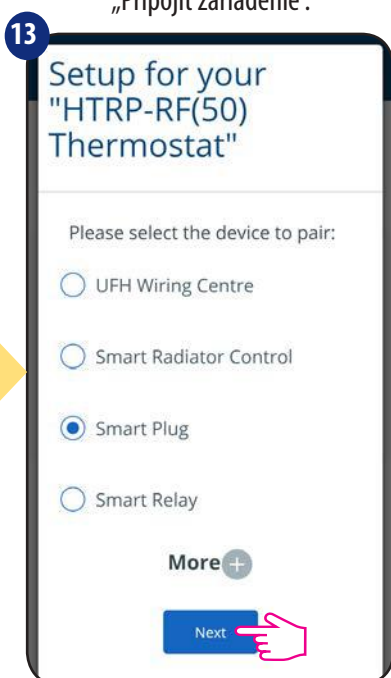 „Pripojiť zariadenie“.
13
Setup for your
"HTRP-RF(50)
Thermostat"
Please select the device to pair:
UFH Wiring Centre
Smart Radiator Control
Smart Plug
Smart Relay
More +
Next